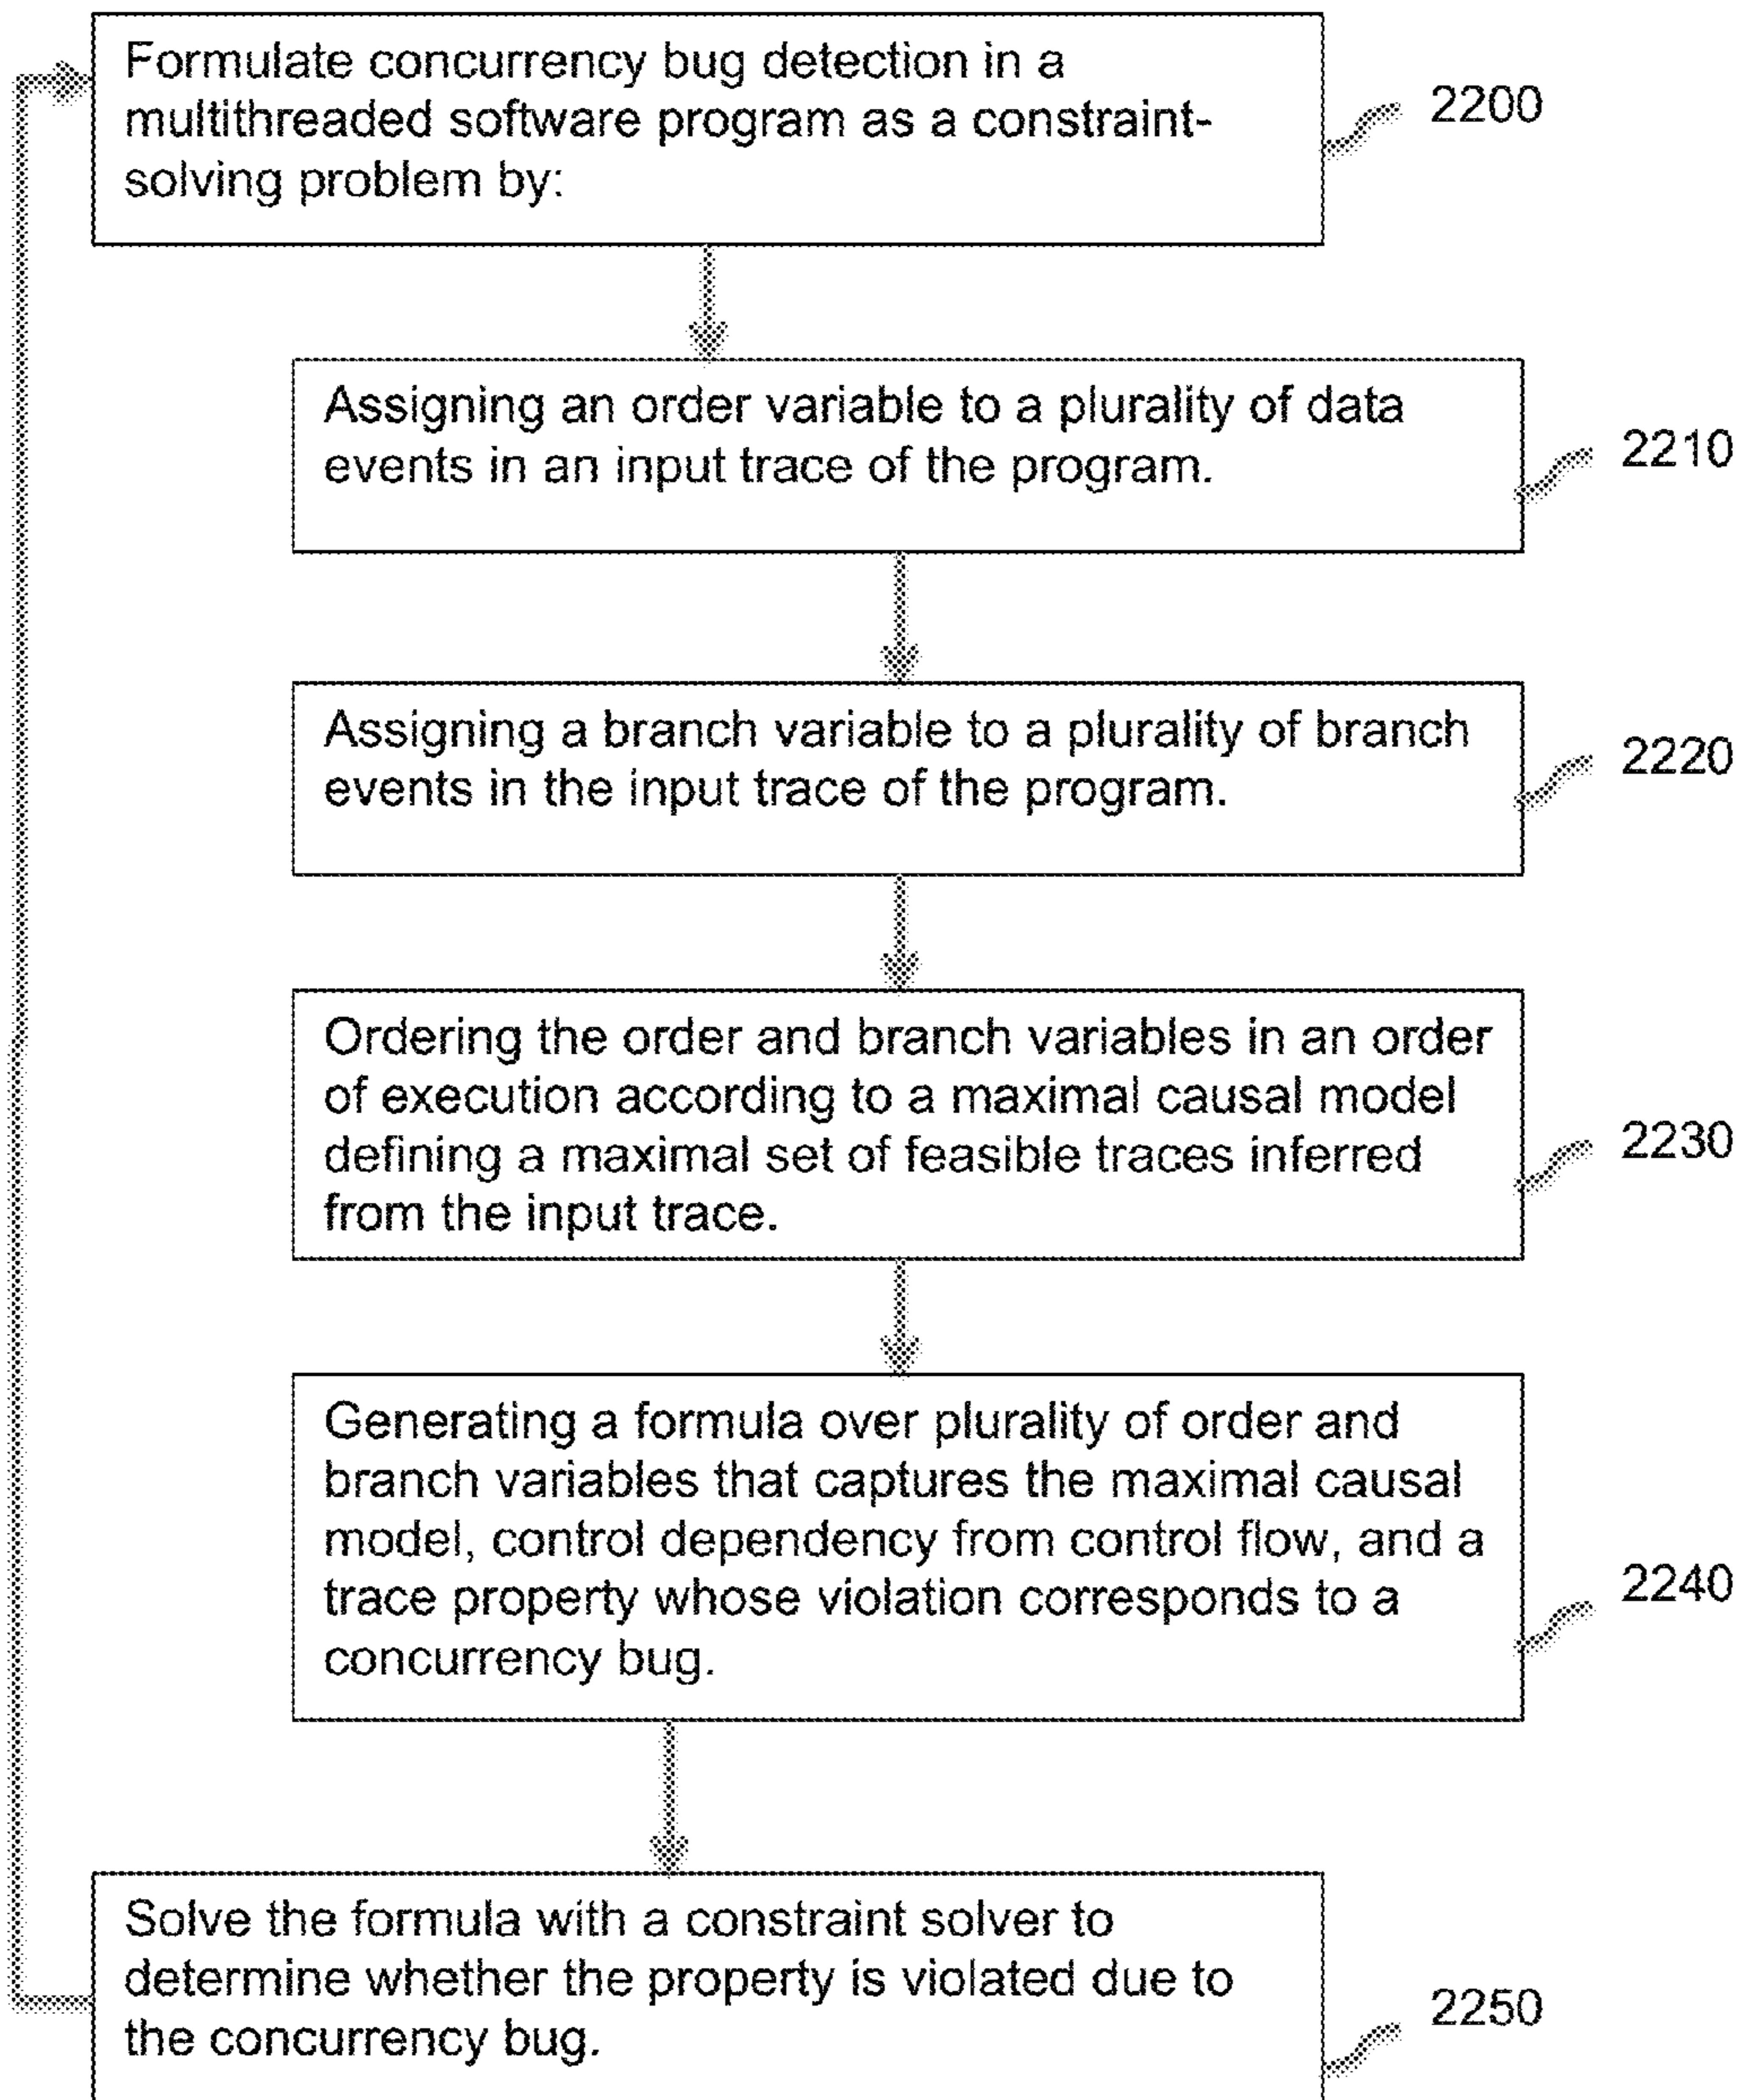 Formulate concurrency bug detection in a
multithreaded software program as a constraint-
solving problem by:
2200
Assigning an order variable to a plurality of data
events in an input trace of the program.
2210
Assigning a branch variable to a plurality of branch
events in the input trace of the program.
2220
Ordering the order and branch variables in an order
of execution according to a maximal causal model
defining a maximal set of feasible traces inferred
from the input trace.
2230
Generating a formula over plurality of order and
branch variables that captures the maximal causal
model, control dependency from control flow, and a
trace property whose violation corresponds to a
concurrency bug.
2240
Solve the formula with a constraint solver to
determine whether the property is violated due to
the concurrency bug.
2250